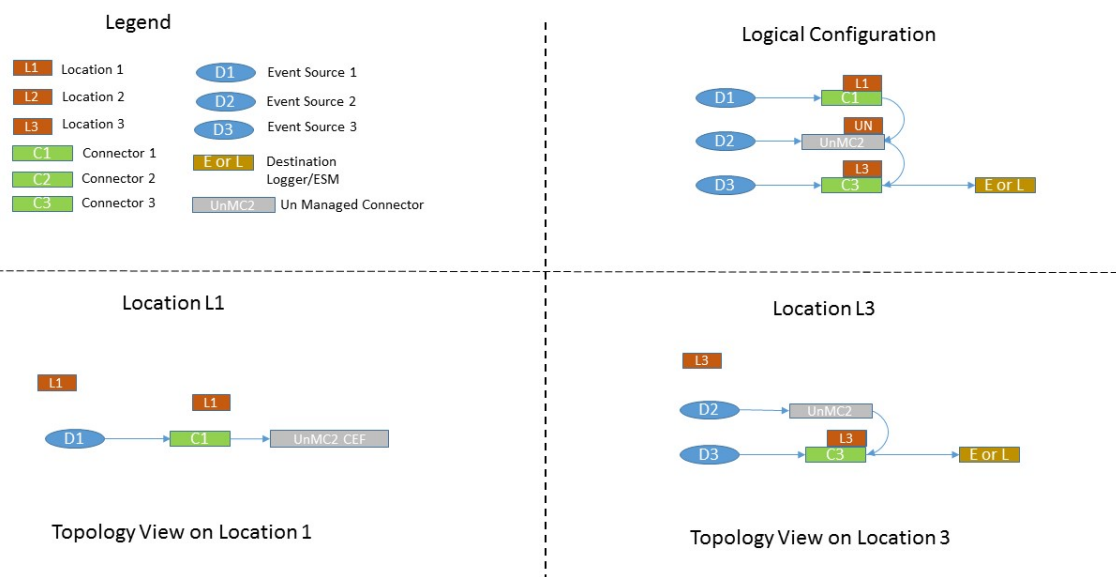 Legend
L1 Location 1
L2 Location 2
L3 Location 3
C1 Connector 1
C2 Connector 2
C3 Connector 3
D1 Event Source 1
D2 Event Source 2
D3 Event Source 3
E or L Destination
Logger/ESM
UnMC2 Un Managed Connector
Logical Configuration
L1
D1 C1
UN
D2 UnMC2
L3
D3 C3 E or L
Location L1
L1
L1
D1 C1 UnMC2 CEF
Topology View on Location 1
Location L3
L3
D2 UnMC2
L3
D3 C3 E or L
Topology View on Location 3